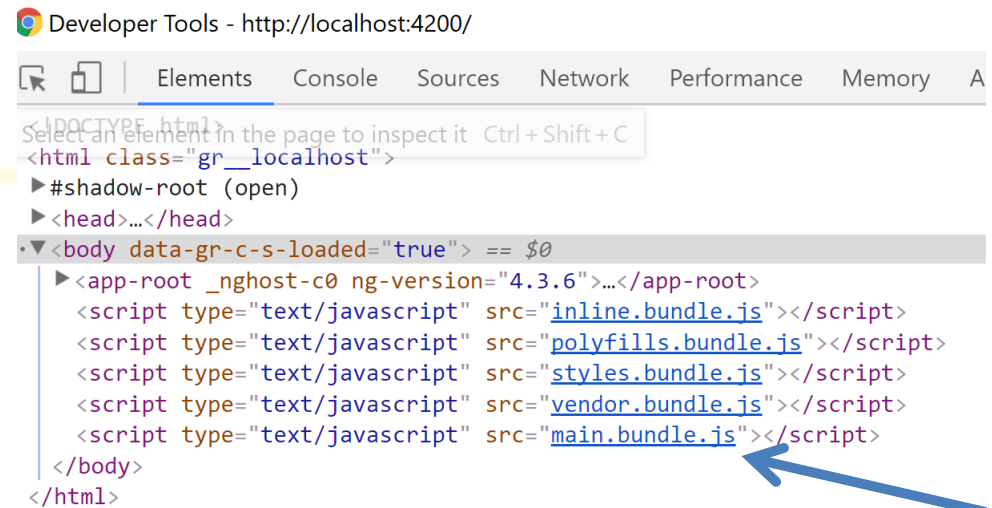 Developer Tools - http://localhost:4200/
Elements Console Sources Network Performance Memory A
<!DOCTYPE html>
Select an element in the page to inspect it Ctrl + Shift + C
<html class="gr__localhost">
▶#shadow-root (open)
▶<head>…</head>
·▼<body data-gr-c-s-loaded="true"> == $0
▶<app-root _nghost-c0 ng-version="4.3.6">…</app-root>
<script type="text/javascript" src="inline.bundle.js"></script>
<script type="text/javascript" src="polyfills.bundle.js"></script>
<script type="text/javascript" src="styles.bundle.js"></script>
<script type="text/javascript" src="vendor.bundle.js"></script>
<script type="text/javascript" src="main.bundle.js"></script>
</body>
</html>